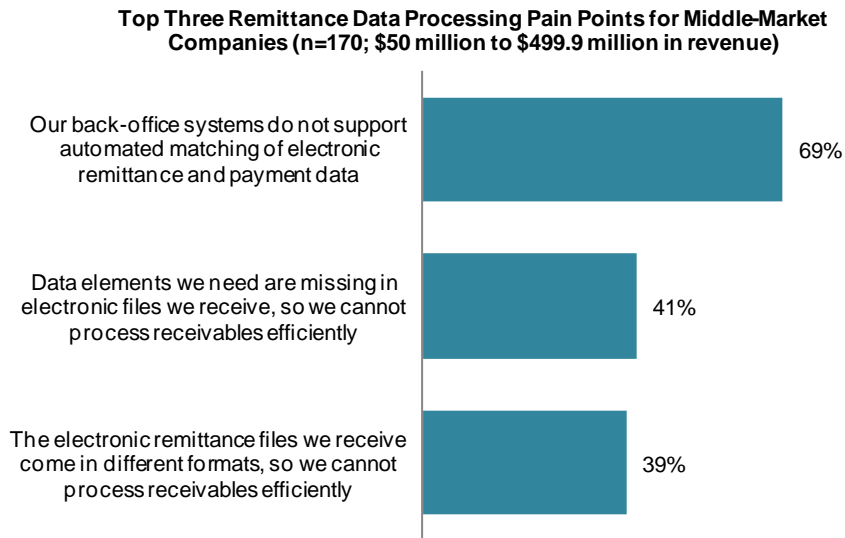 Top Three Remittance Data Processing Pain Points for Middle-Market
Companies (n=170; $50 million to $499.9 million in revenue)
Our back-office systems do not support
automated matching of electronic
remittance and payment data
69%
Data elements we need are missing in
electronic files we receive, so we cannot
process receivables efficiently
41%
The electronic remittance files we receive
come in different formats, so we cannot
process receivables efficiently
39%